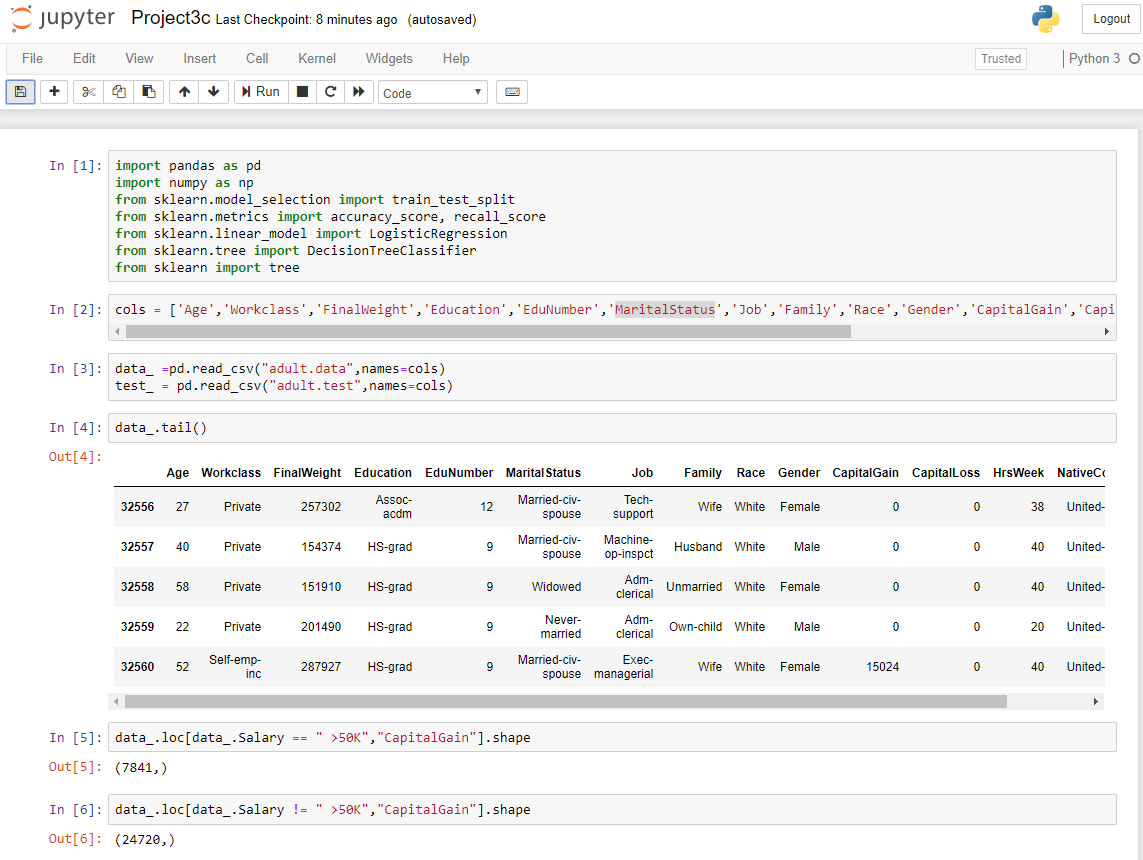 jupyter Project3c Last Checkpoint: 8 minutes ago (autosaved) Logout
File Edit View Insert Cell Kernel Widgets Help Trusted Python 3
Run Code
In [1]: import pandas as pd
import numpy as np
from sklearn.model_selection import train_test_split
from sklearn.metrics import accuracy_score, recall_score
from sklearn.linear_model import LogisticRegression
from sklearn.tree import DecisionTreeClassifier
from sklearn import tree
In [2]: cols = ['Age','Workclass','FinalWeight','Education','EduNumber','MaritalStatus','Job','Family','Race','Gender','CapitalGain','Capi
In [3]: data_ =pd.read_csv("adult.data",names=cols)
test_ = pd.read_csv("adult.test",names=cols)
In [4]: data_.tail()
Out[4]:
Age Workclass FinalWeight Education EduNumber MaritalStatus Job Family Race Gender CapitalGain CapitalLoss HrsWeek NativeCo
32556 27 Private 257302 Assoc-acdm 12 Married-civ-spouse Tech-support Wife White Female 0 0 38 United-
32557 40 Private 154374 HS-grad 9 Married-civ-spouse Machine-op-inspct Husband White Male 0 0 40 United-
32558 58 Private 151910 HS-grad 9 Widowed Adm-clerical Unmarried White Female 0 0 40 United-
32559 22 Private 201490 HS-grad 9 Never-married Adm-clerical Own-child White Male 0 0 20 United-
32560 52 Self-emp-inc 287927 HS-grad 9 Married-civ-spouse Exec-managerial Wife White Female 15024 0 40 United-
In [5]: data_.loc[data_.Salary == " >50K","CapitalGain"].shape
Out[5]: (7841,)
In [6]: data_.loc[data_.Salary != " >50K","CapitalGain"].shape
Out[6]: (24720,)